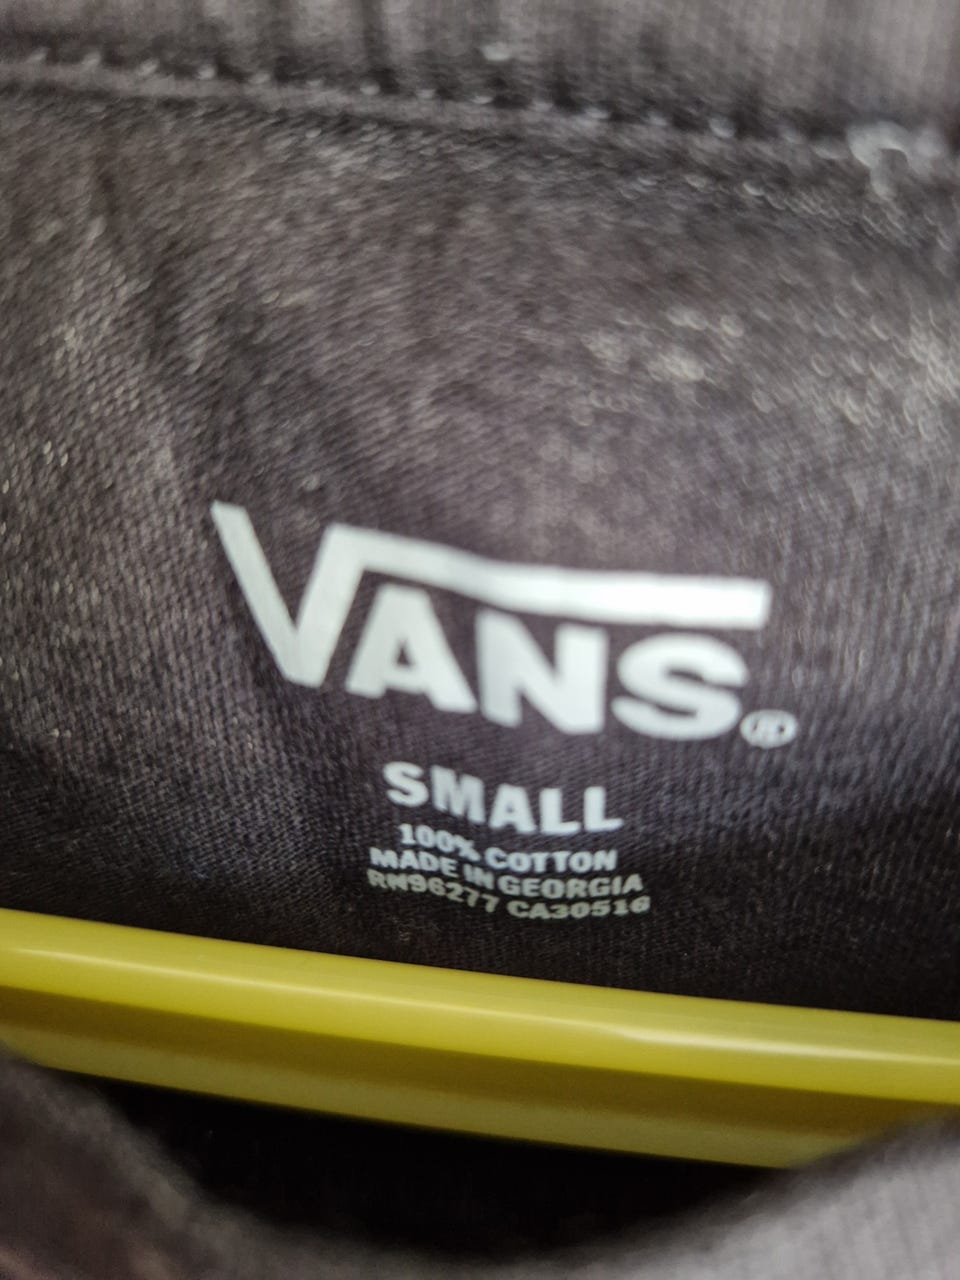 VANS®
SMALL
100% COTTON
MADE IN GEORGIA
RN96277 CA30516